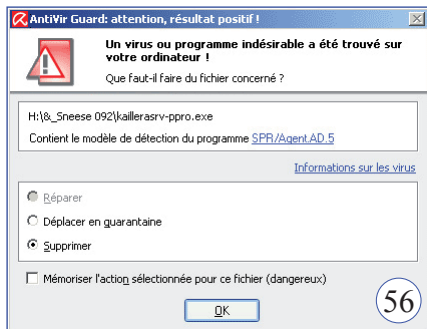 AntiVir Guard: attention, résultat positif !
Un virus ou programme indésirable a été trouvé sur
votre ordinateur !
Que faut-il faire du fichier concerné ?
H:\&_Sneese 092\kaillerasrv-ppro.exe
Contient le modèle de détection du programme SPR/Agent.AD.5
Informations sur les virus
Réparer
Déplacer en quarantaine
Supprimer
Mémoriser l'action sélectionnée pour ce fichier (dangereux)
OK
56